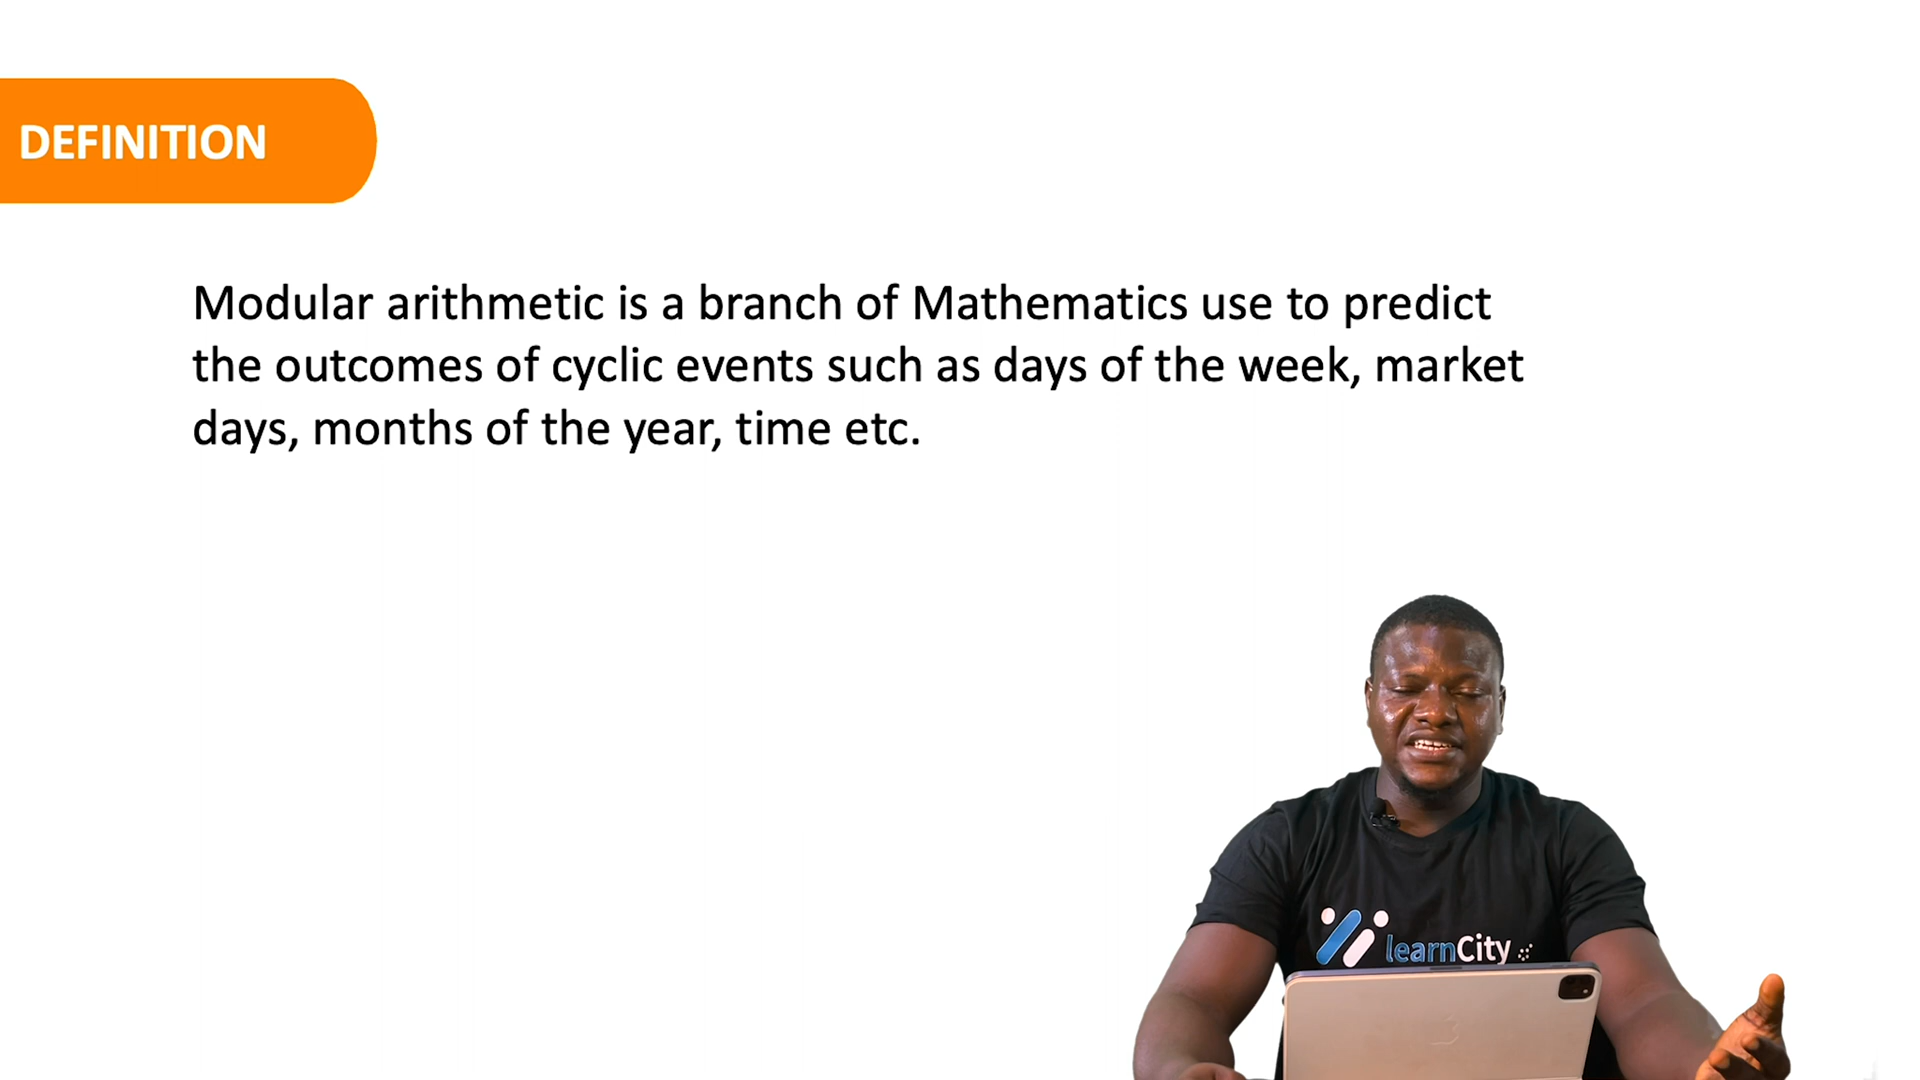 DEFINITION
Modular arithmetic is a branch of Mathematics use to predict
the outcomes of cyclic events such as days of the week, market
days, months of the year, time etc.
learnCity